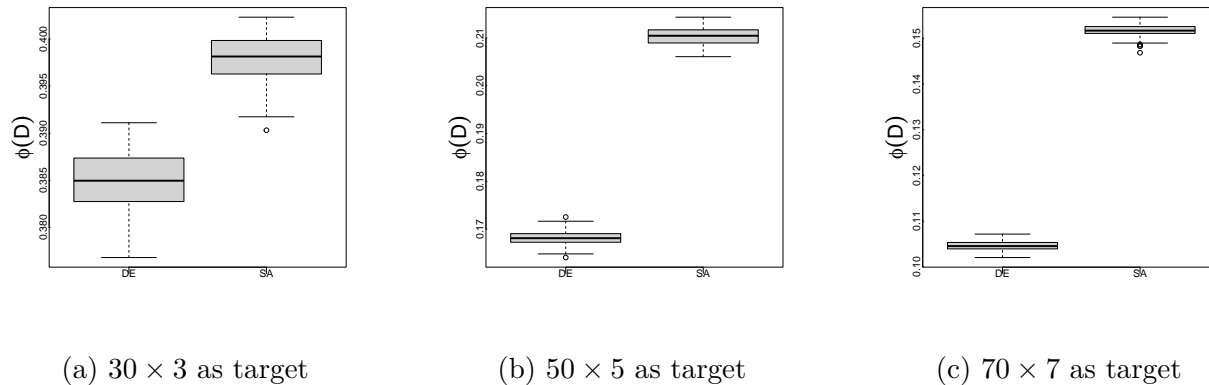 ϕ(D)
0.400
0.395
0.390
0.385
0.380
DE
SA
ϕ(D)
0.21
0.20
0.19
0.18
0.17
DE
SA
ϕ(D)
0.15
0.14
0.13
0.12
0.11
0.10
DE
SA
(a) 30 × 3 as target
(b) 50 × 5 as target
(c) 70 × 7 as target